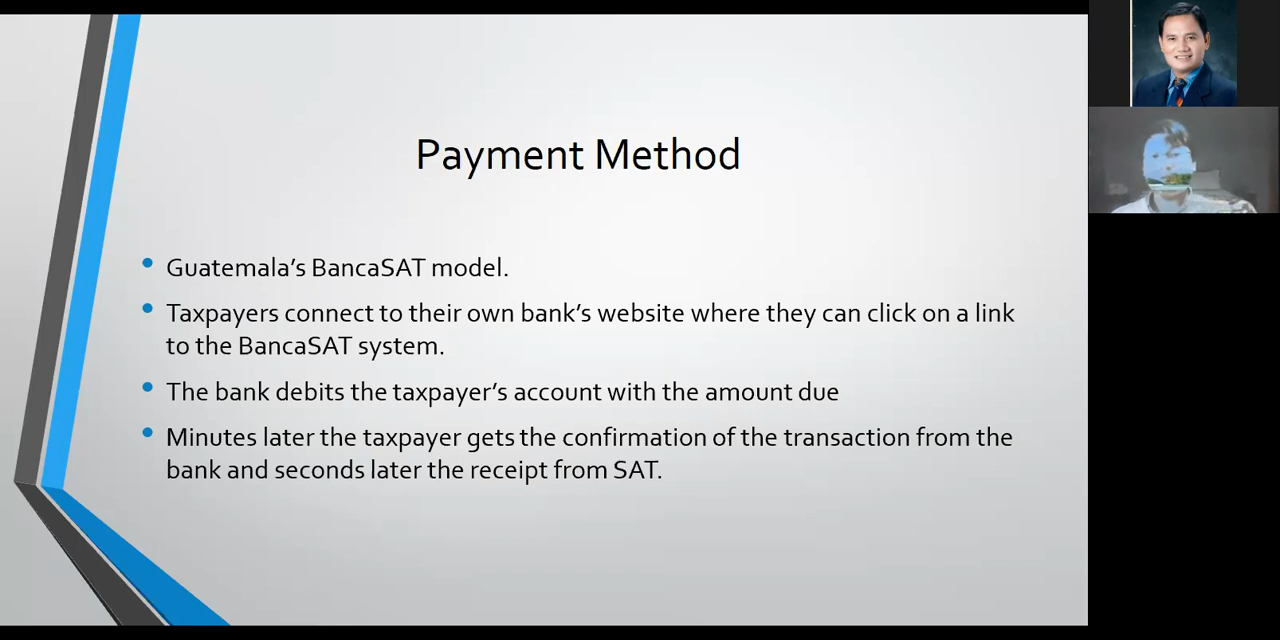 Payment Method
• Guatemala’s BancaSAT model.
• Taxpayers connect to their own bank’s website where they can click on a link
to the BancaSAT system.
• The bank debits the taxpayer’s account with the amount due
• Minutes later the taxpayer gets the confirmation of the transaction from the
bank and seconds later the receipt from SAT.